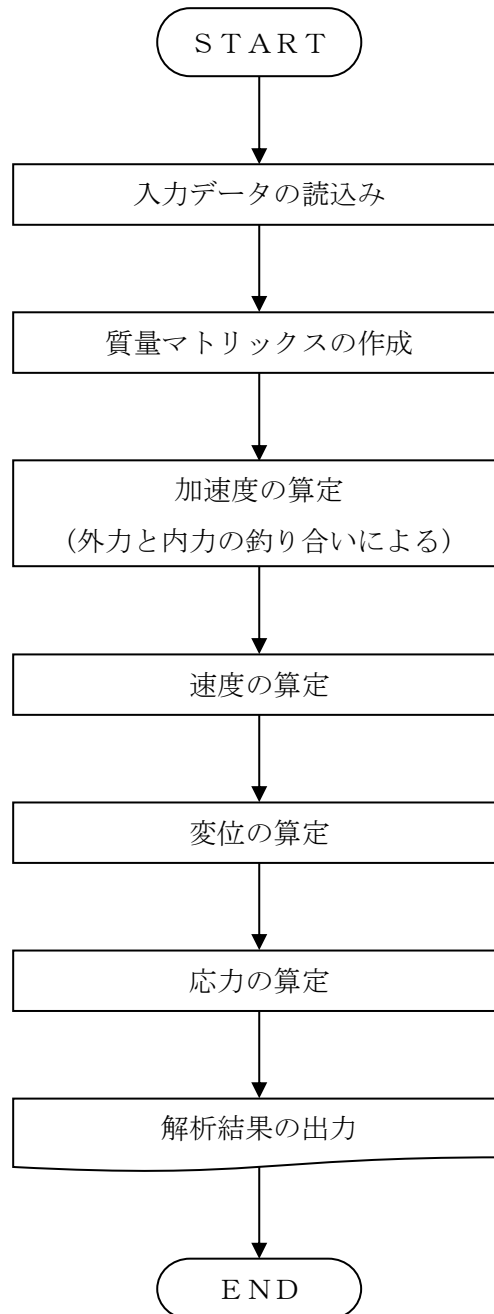 ＳＴＡＲＴ
入力データの読込み
質量マトリックスの作成
加速度の算定
（外力と内力の釣り合いによる）
速度の算定
変位の算定
応力の算定
解析結果の出力
ＥＮＤ